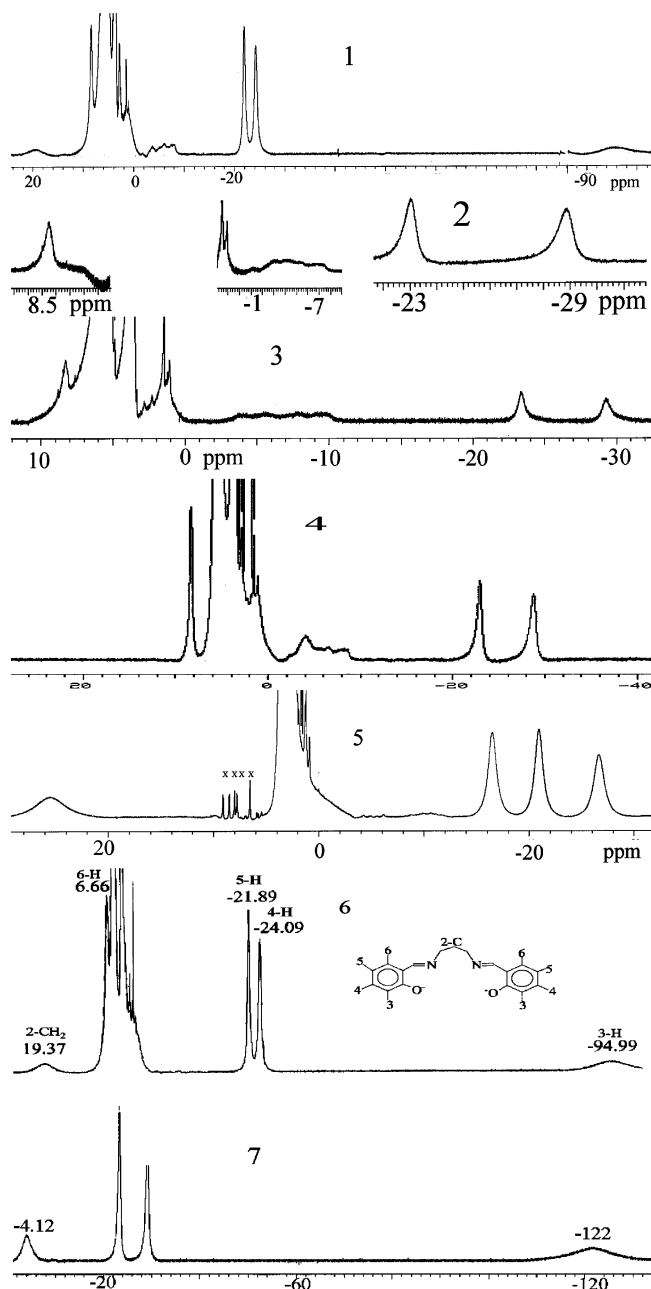 1
20 0 -20 -90 ppm
2
8.5 ppm -1 -7 -23 -29 ppm
3
10 0 ppm -10 -20 -30
4
20 0 -20 -40
5
x xxx x
20 0 -20 ppm
6-H
6.66
5-H
-21.89
4-H
-24.09
6
2-C
6 6
5 N N 5
4 O⁻ ⁻O 4
3 3
2-CH₂
19.37
3-H
-94.99
7
-4.12
-122
-20 -60 -120